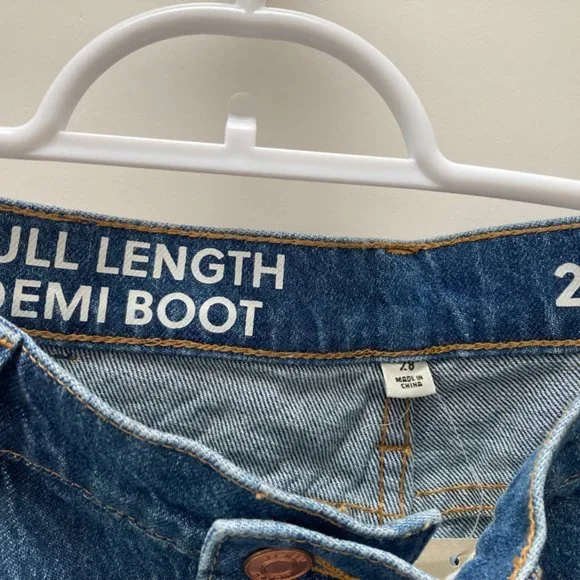 ULL LENGTH
DEMI BOOT
2
28
MADE IN
CHINA